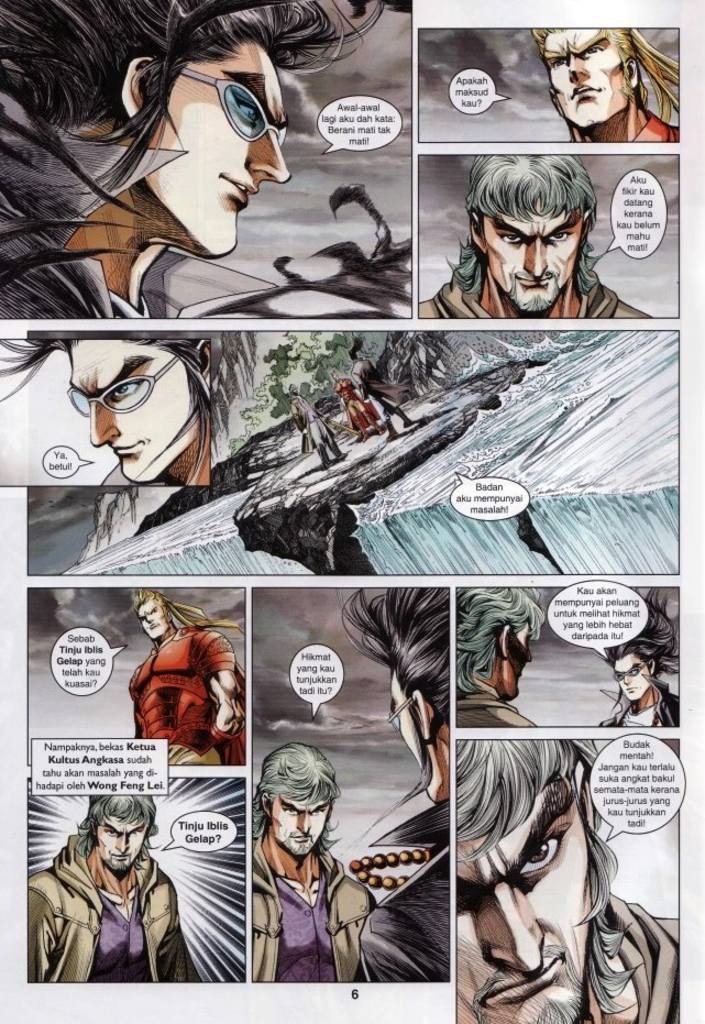 Awal-awal
lagi aku dah kata:
Berani mati tak
mati!
Apakah
maksud
kau?
Aku
fikir kau
datang
kerana
kau belum
mahu
mati!
Ya,
betul!
Badan
aku mempunyai
masalah!
Sebab
Tinju Iblis
Gelap yang
telah kau
kuasai?
Nampaknya, bekas Ketua
Kultus Angkasa sudah
tahu akan masalah yang di-
hadapi oleh Wong Feng Lei.
Tinju Iblis
Gelap?
Hikmat
yang kau
tunjukkan
tadi itu?
Kau akan
mempunyai peluang
untuk melihat hikmat
yang lebih hebat
daripada itu!
Budak
mentah!
Jangan kau terlalu
suka angkat bakul
semata-mata kerana
jurus-jurus yang
kau tunjukkan
tadi!
6